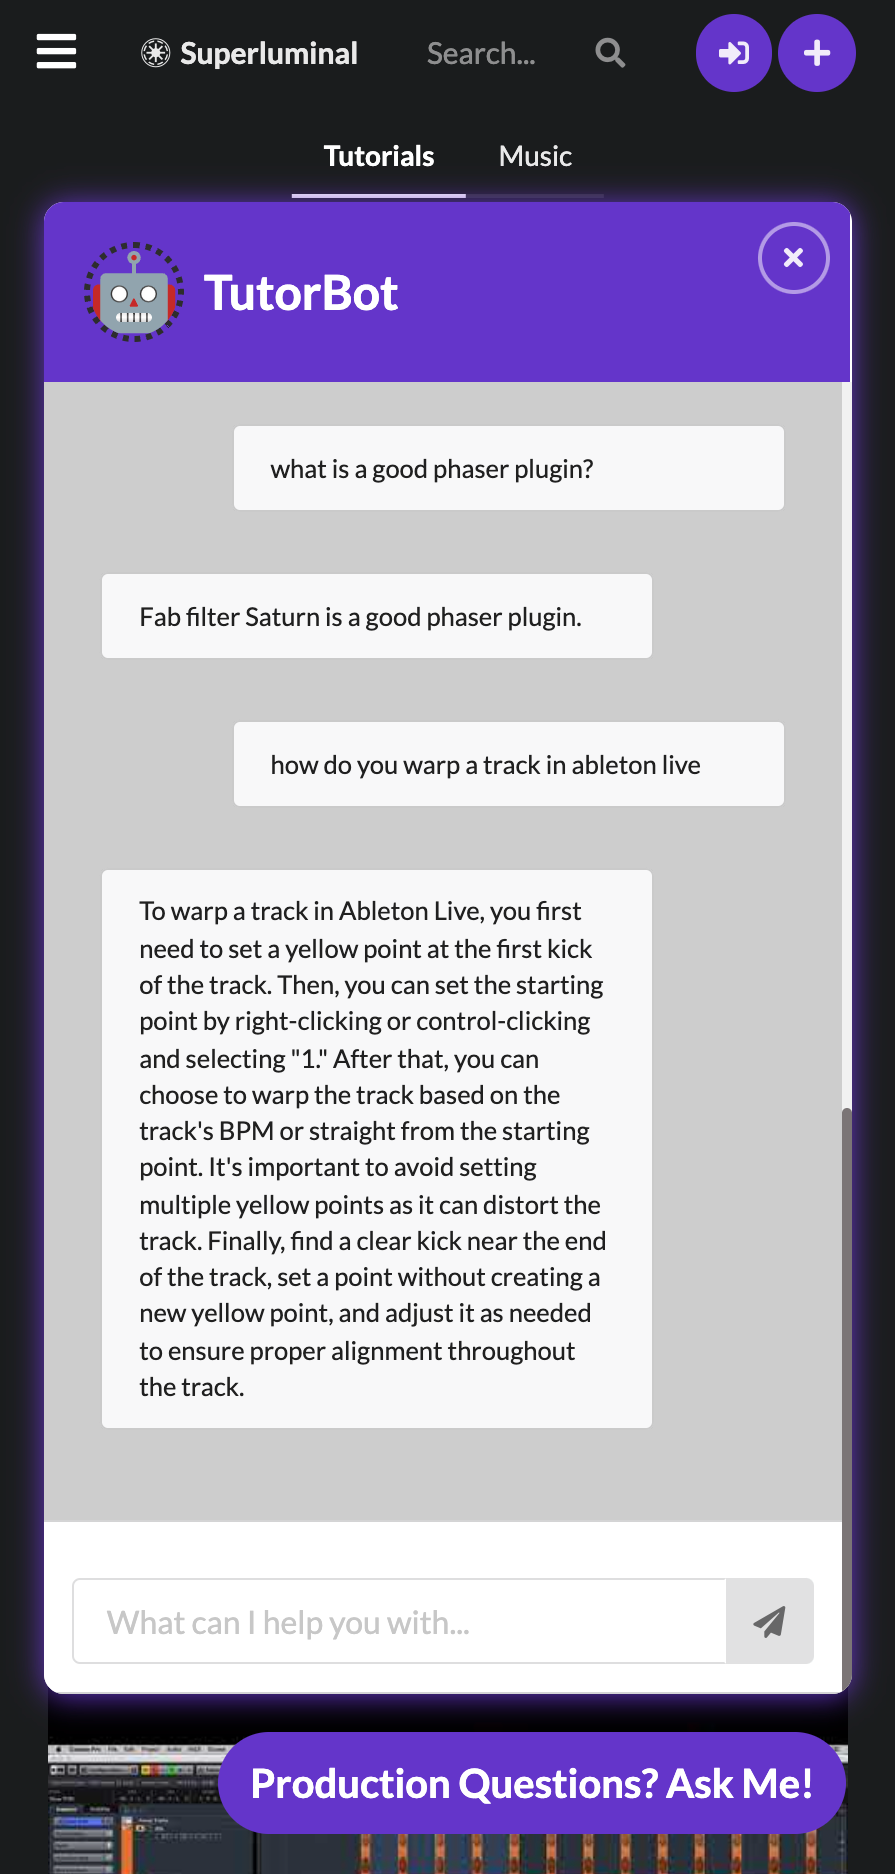 Superluminal
Search...
Tutorials
Music
TutorBot
what is a good phaser plugin?
Fab filter Saturn is a good phaser plugin.
how do you warp a track in ableton live
To warp a track in Ableton Live, you first
need to set a yellow point at the first kick
of the track. Then, you can set the starting
point by right-clicking or control-clicking
and selecting "1." After that, you can
choose to warp the track based on the
track's BPM or straight from the starting
point. It's important to avoid setting
multiple yellow points as it can distort the
track. Finally, find a clear kick near the end
of the track, set a point without creating a
new yellow point, and adjust it as needed
to ensure proper alignment throughout
the track.
What can I help you with...
Production Questions? Ask Me!